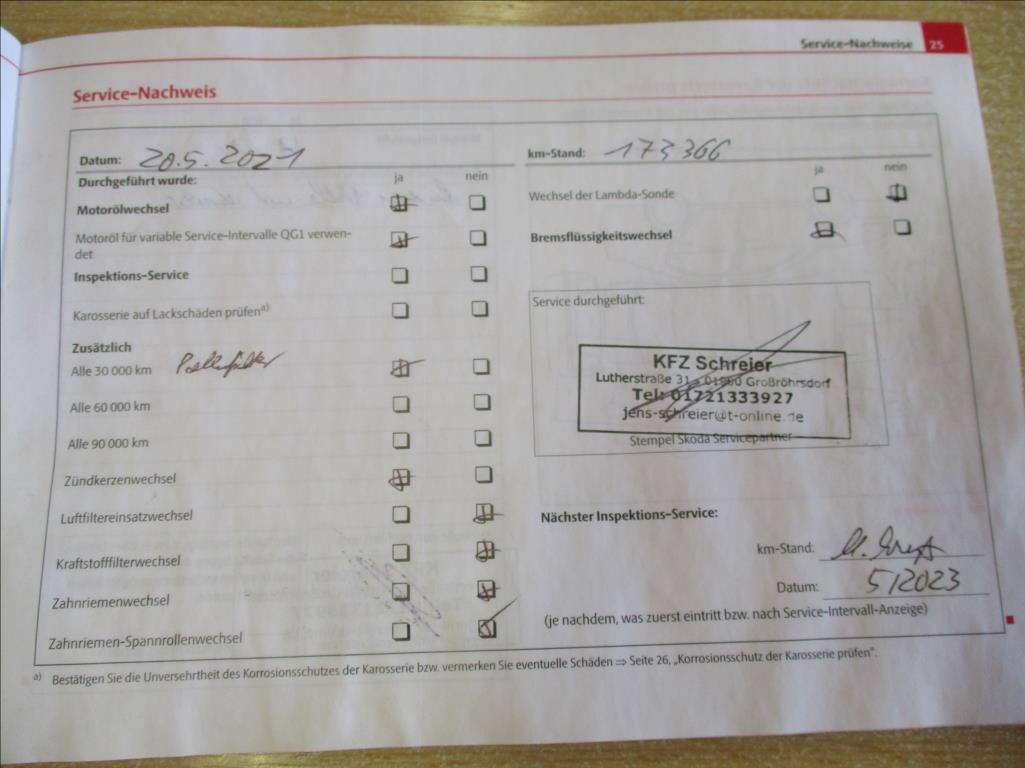 Service-Nachweise 25
Service-Nachweis
Datum: 20.5.2021
Durchgeführt wurde: ja nein
Motorölwechsel
Motoröl für variable Service-Intervalle QG1 verwen-
det
Inspektions-Service
Karosserie auf Lackschäden prüfen a)
Zusätzlich
Alle 30 000 km Pollenfilter
Alle 60 000 km
Alle 90 000 km
Zündkerzenwechsel
Luftfiltereinsatzwechsel
Kraftstofffilterwechsel
Zahnriemenwechsel
Zahnriemen-Spannrollenwechsel
km-Stand: 173 366
ja nein
Wechsel der Lambda-Sonde
Bremsflüssigkeitswechsel
Service durchgeführt:
KFZ Schreier
Lutherstraße 31 - 01900 Großröhrsdorf
Tel: 01721333927
jens-schreier@t-online.de
Stempel Skoda Servicepartner
Nächster Inspektions-Service:
km-Stand:
Datum: 5/2023
(je nachdem, was zuerst eintritt bzw. nach Service-Intervall-Anzeige)
a) Bestätigen Sie die Unversehrtheit des Korrosionsschutzes der Karosserie bzw. vermerken Sie eventuelle Schäden ⇒ Seite 26, „Korrosionsschutz der Karosserie prüfen".